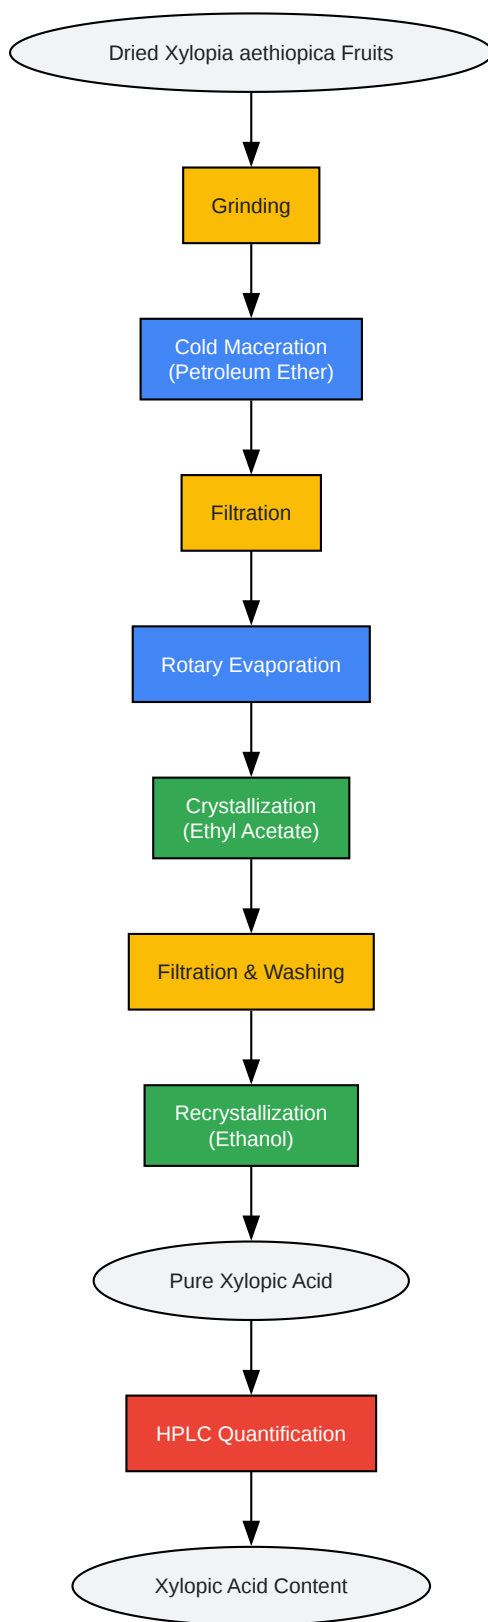 Dried Xylopia aethiopica Fruits
Grinding
Cold Maceration
(Petroleum Ether)
Filtration
Rotary Evaporation
Crystallization
(Ethyl Acetate)
Filtration & Washing
Recrystallization
(Ethanol)
Pure Xylopic Acid
HPLC Quantification
Xylopic Acid Content